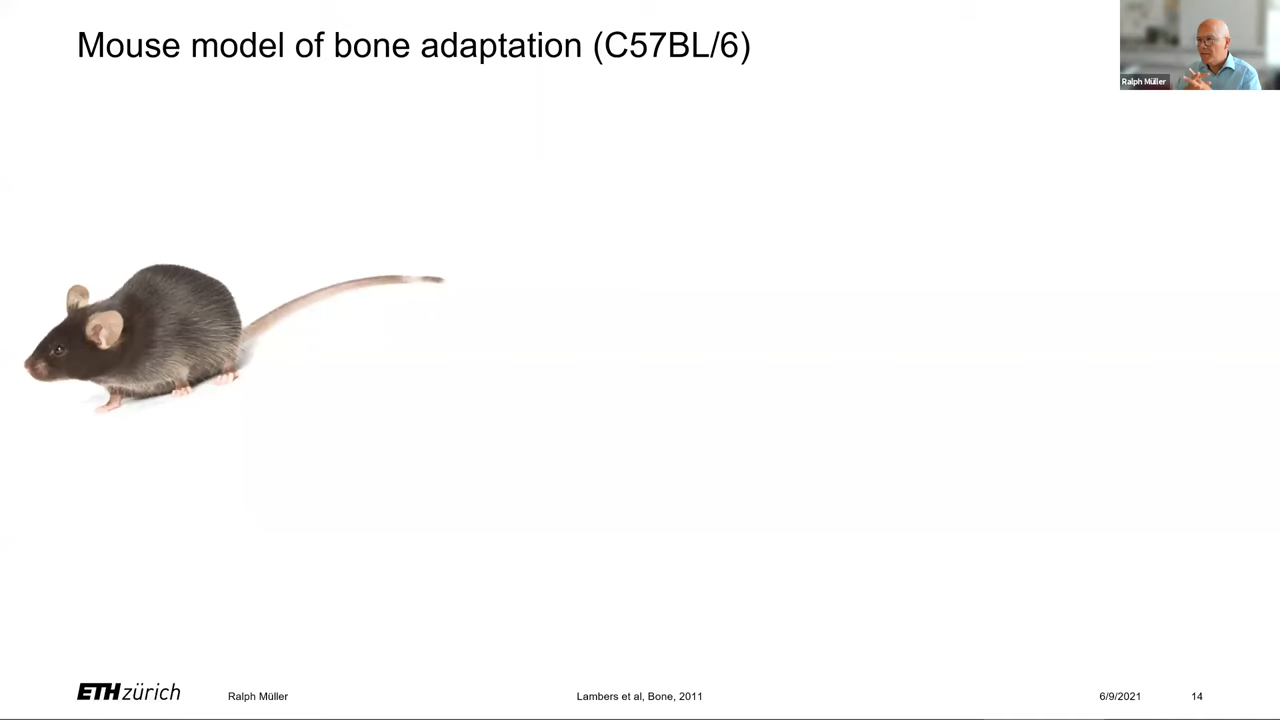 Mouse model of bone adaptation (C57BL/6)
Ralph Müller
ETH zürich
Ralph Müller
Lambers et al, Bone, 2011
6/9/2021
14